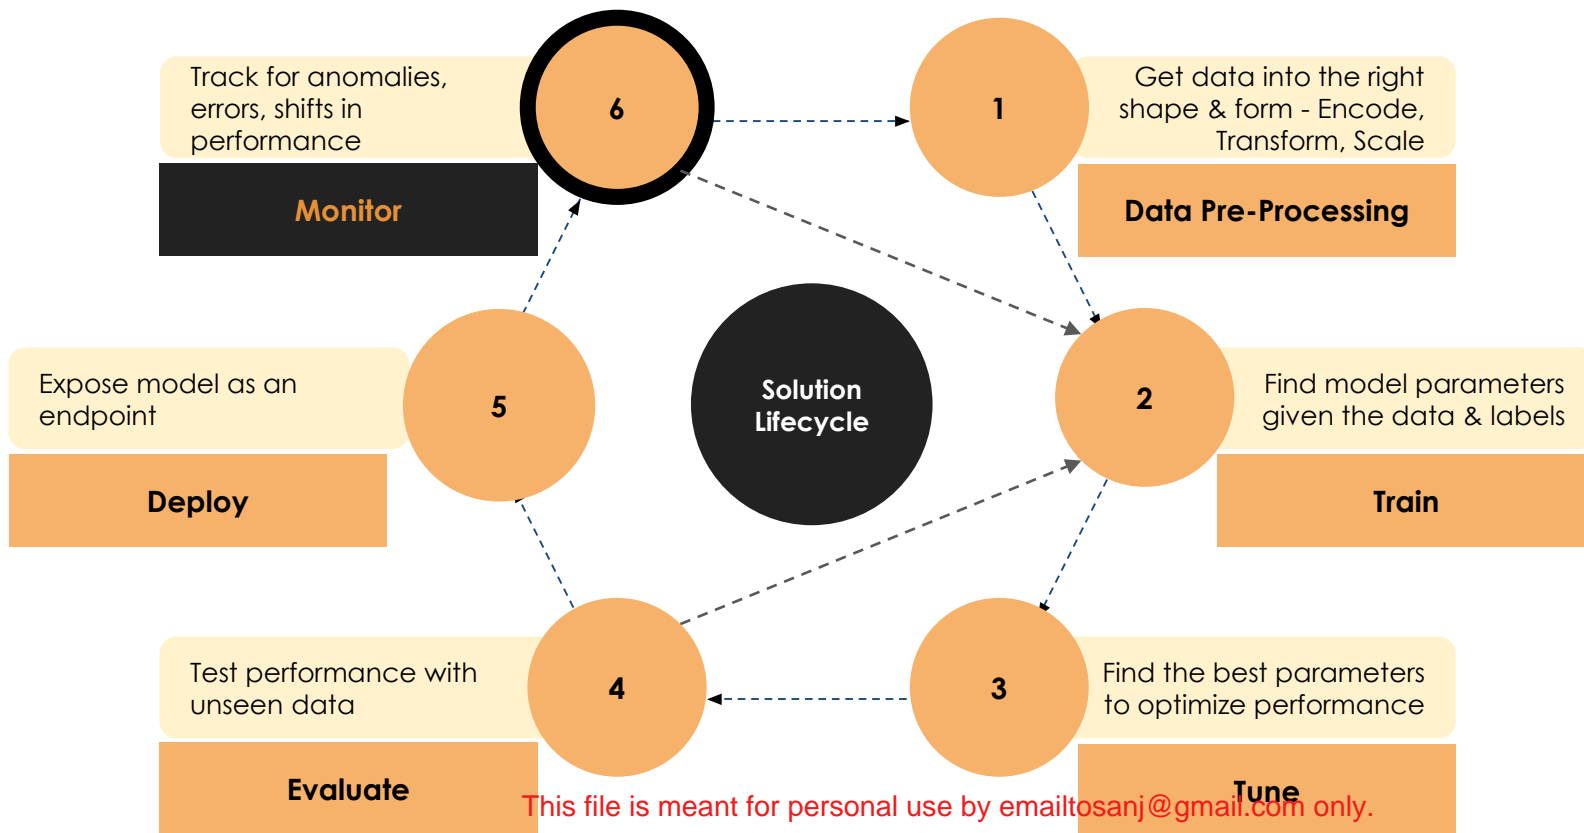 Track for anomalies,
errors, shifts in
performance
Monitor
6
1
Get data into the right
shape & form - Encode,
Transform, Scale
Data Pre-Processing
Expose model as an
endpoint
Deploy
5
Solution
Lifecycle
2
Find model parameters
given the data & labels
Train
Test performance with
unseen data
Evaluate
4
3
Find the best parameters
to optimize performance
Tune
This file is meant for personal use by emailtosanj@gmail.com only.